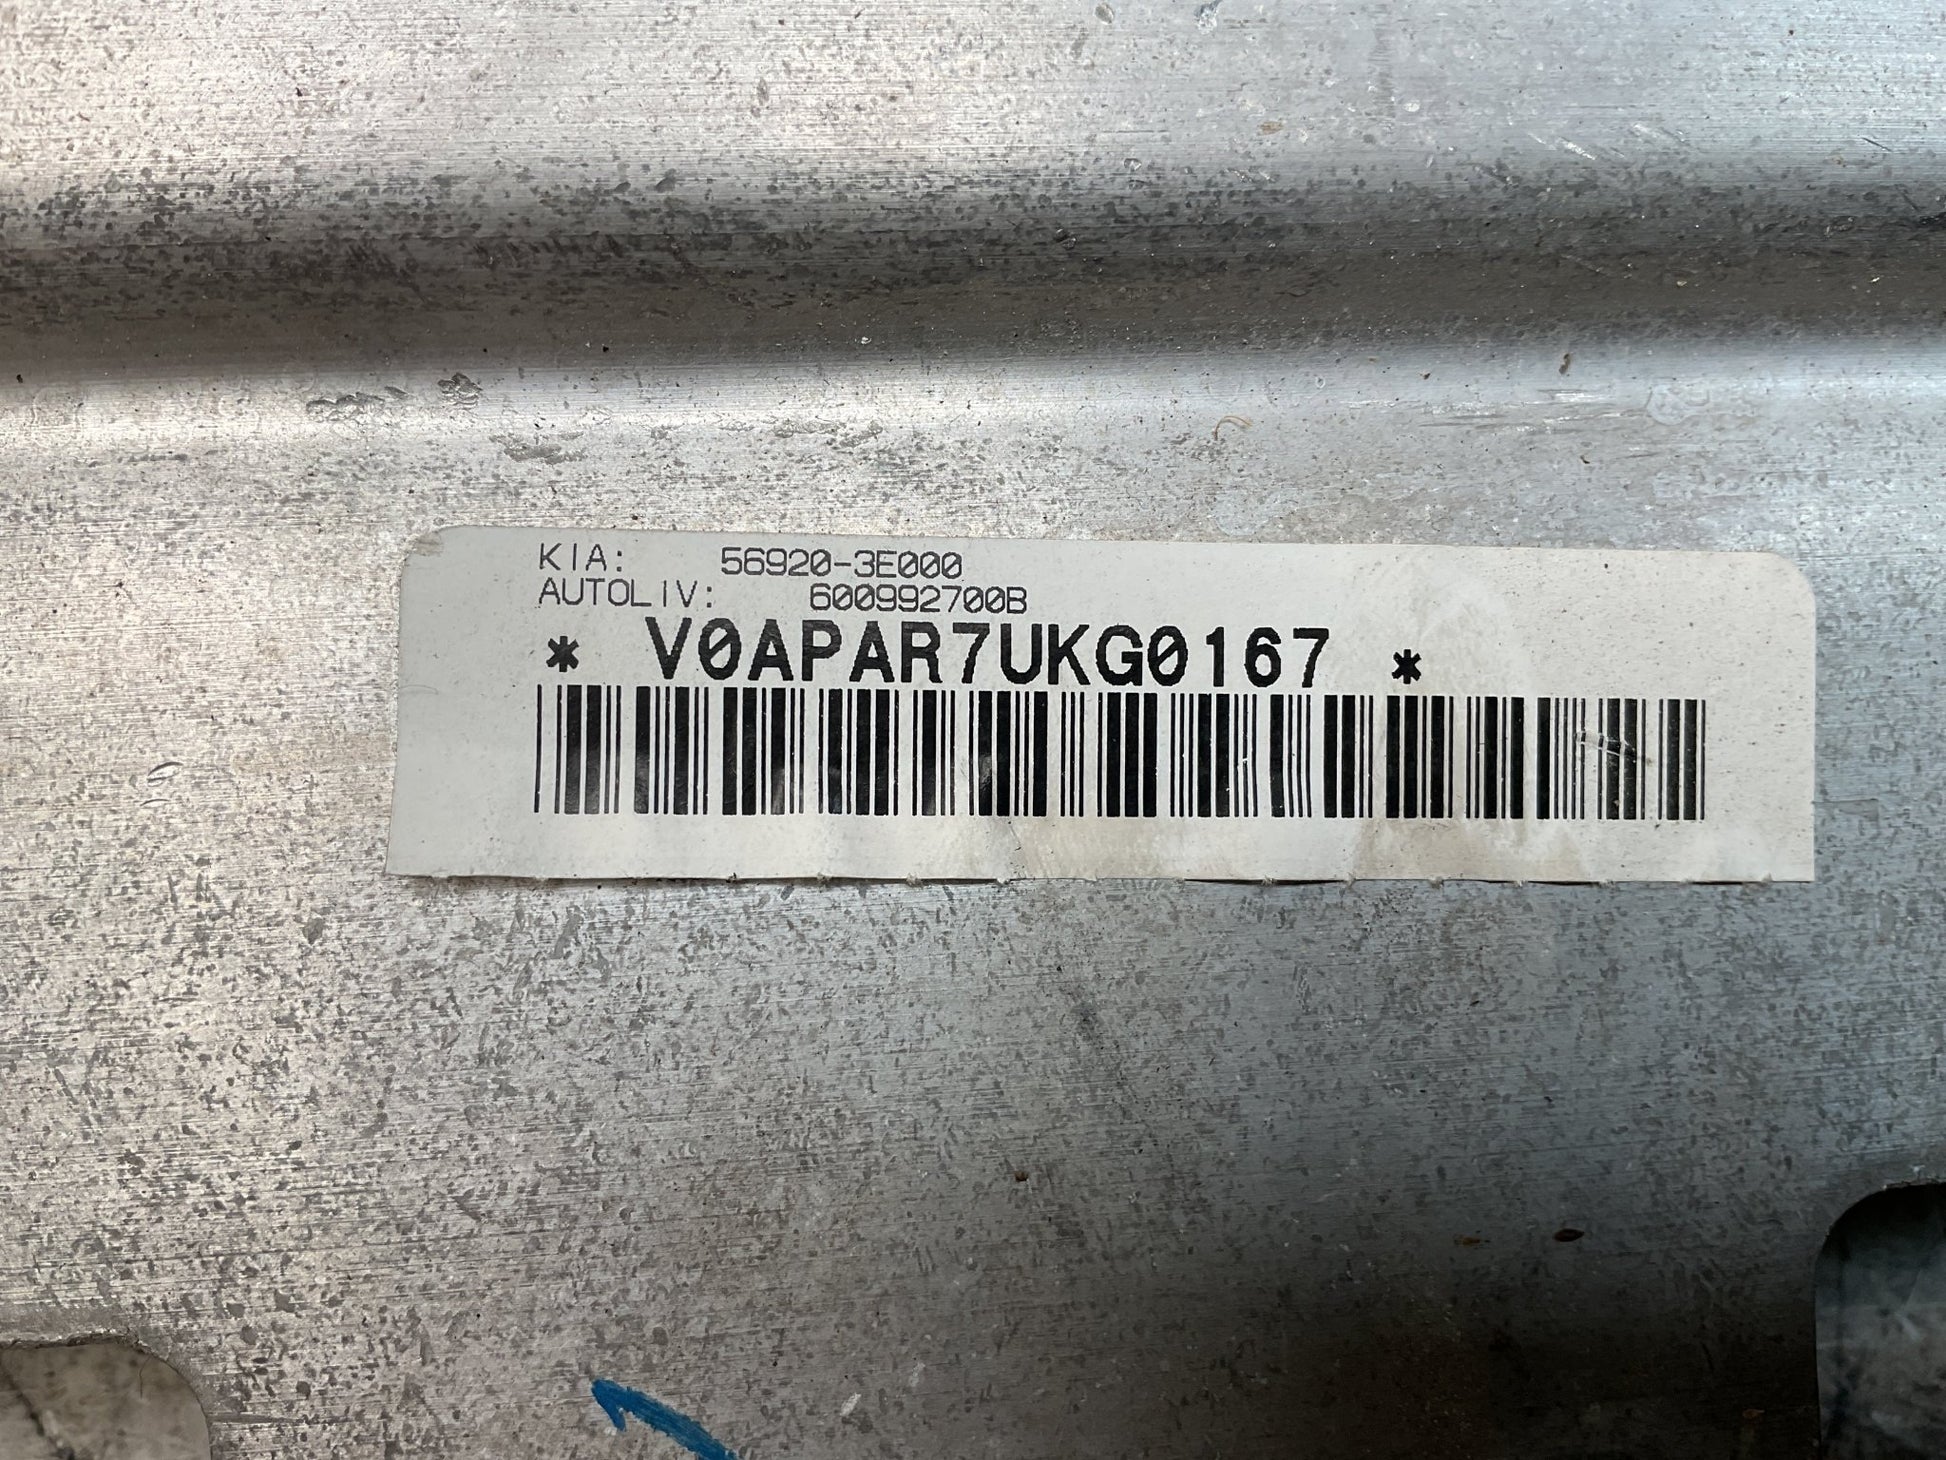 KIA: 56920-3E000
AUTOLIV: 600992700B
* V0APAR7UKG0167 *